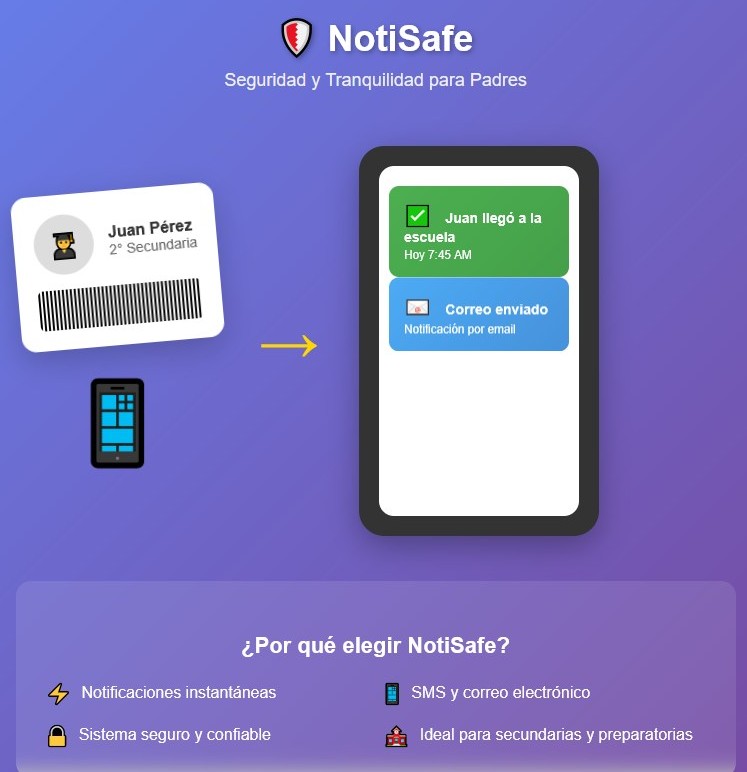 NotiSafe
Seguridad y Tranquilidad para Padres
Juan Pérez
2° Secundaria
Juan llegó a la
escuela
Hoy 7:45 AM
Correo enviado
Notificación por email
¿Por qué elegir NotiSafe?
Notificaciones instantáneas
SMS y correo electrónico
Sistema seguro y confiable
Ideal para secundarias y preparatorias